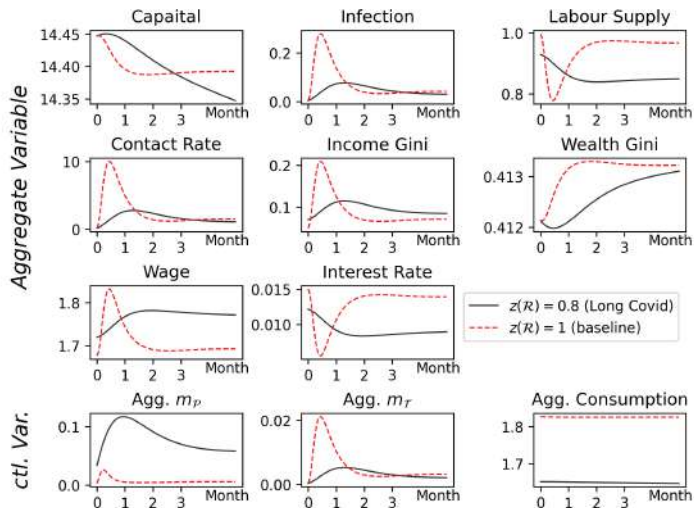 Capaital Infection Labour Supply
14.45
14.40
14.35
0.2
0.0
1.0
0.8
0 1 2 3 Month 0 1 2 3 Month 0 1 2 3 Month
Contact Rate Income Gini Wealth Gini
10
0
0.2
0.1
0.413
0.412
0 1 2 3 Month 0 1 2 3 Month 0 1 2 3 Month
Wage Interest Rate
1.8
1.7
0.015
0.010
0 1 2 3 Month 0 1 2 3 Month
z(ℛ) = 0.8 (Long Covid)
z(ℛ) = 1 (baseline)
Agg. m_𝒫 Agg. m_𝒯 Agg. Consumption
0.1
0.0
0.02
0.00
1.8
1.7
0 1 2 3 Month 0 1 2 3 Month 0 1 2 3 Month
Aggregate Variable
ctl. Var.